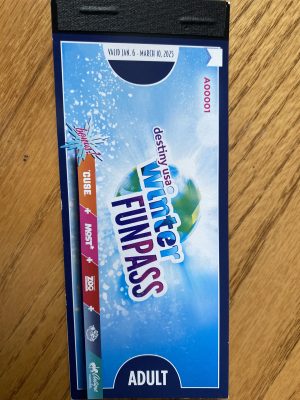 VALID JAN. 6 - MARCH 10, 2025
A00001
destiny usa
Winter
FUNPASS
'CUSE
+
MOST
+
ZOO
+
ADULT